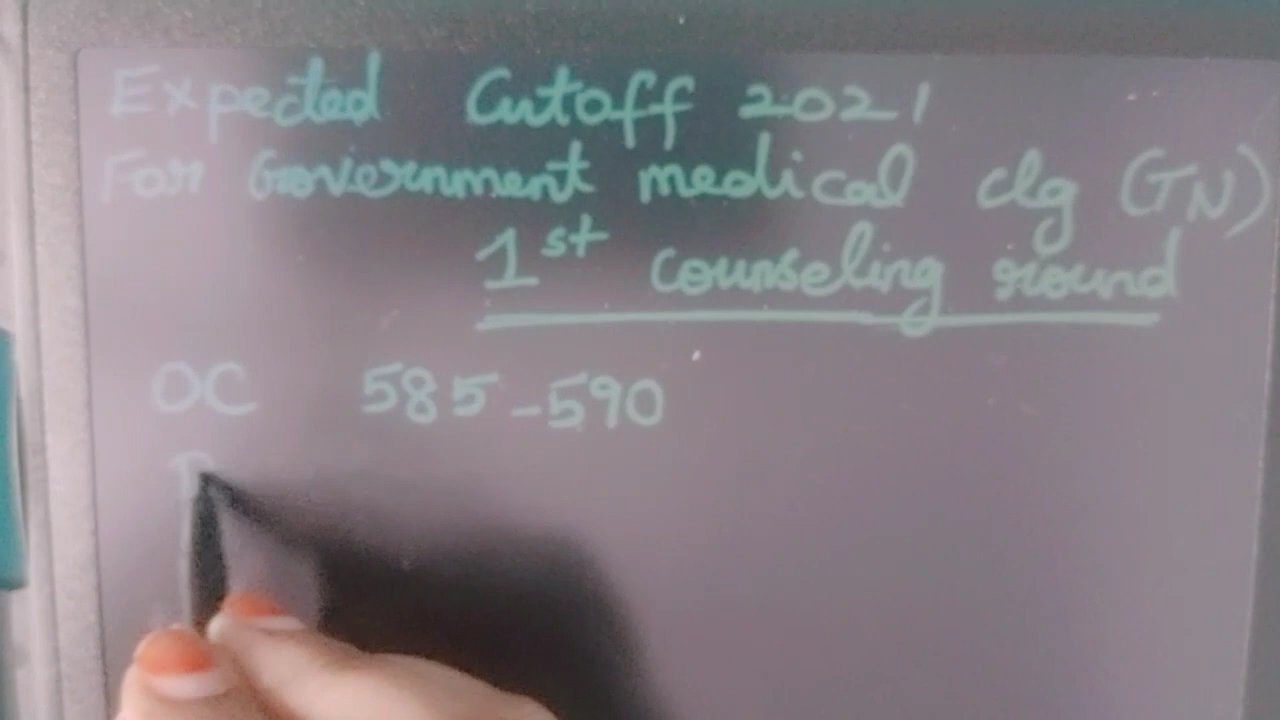 Expected Cutoff 2021
For Government medical clg (TN)
1st counseling round
OC 585-590